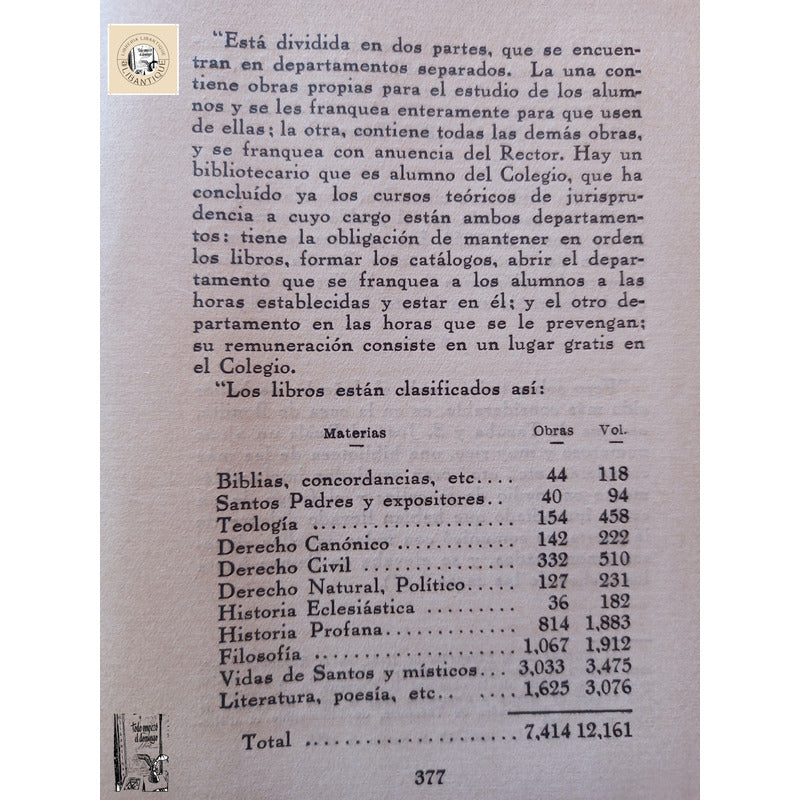 LIBRERIA LIBANTIQUE
LIBANTIQUE
"Está dividida en dos partes, que se encuen-
tran en departamentos separados. La una con-
tiene obras propias para el estudio de los alum-
nos y se les franquea enteramente para que usen
de ellas; la otra, contiene todas las demás obras,
y se franquea con anuencia del Rector. Hay un
bibliotecario que es alumno del Colegio, que ha
concluído ya los cursos teóricos de jurispru-
dencia a cuyo cargo están ambos departamen-
tos: tiene la obligación de mantener en orden
los libros, formar los catálogos, abrir el depar-
tamento que se franquea a los alumnos a las
horas establecidas y estar en él; y el otro de-
partamento en las horas que se le prevengan;
su remuneración consiste en un lugar gratis en
el Colegio.
"Los libros están clasificados así:
Materias Obras Vol.
Biblias, concordancias, etc.... 44 118
Santos Padres y expositores.. 40 94
Teología .................... 154 458
Derecho Canónico ............ 142 222
Derecho Civil ................ 332 510
Derecho Natural, Político..... 127 231
Historia Eclesiástica ......... 36 182
Historia Profana............. 814 1,883
Filosofía .................... 1,067 1,912
Vidas de Santos y místicos... 3,033 3,475
Literatura, poesía, etc.. .... 1,625 3,076
Total ...................... 7,414 12,161
377
Todo empezó
el domingo